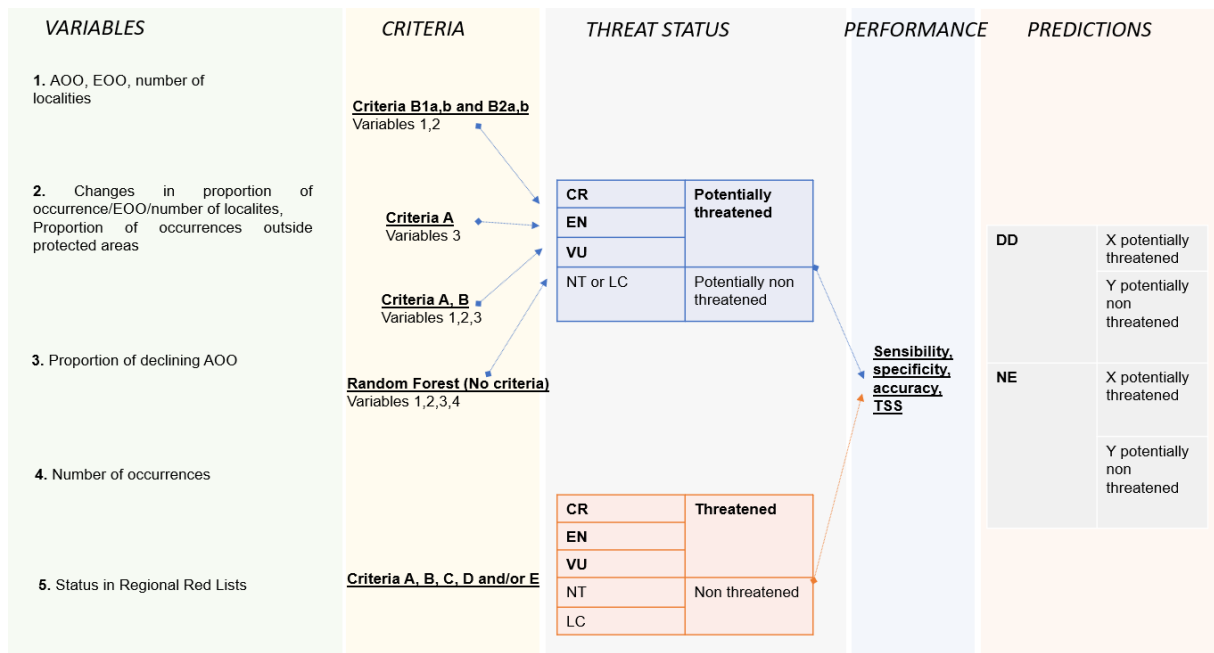 VARIABLES
CRITERIA
THREAT STATUS
PERFORMANCE
PREDICTIONS
1. AOO, EOO, number of
localities
2. Changes in proportion of
occurrence/EOO/number of localites,
Proportion of occurrences outside
protected areas
3. Proportion of declining AOO
4. Number of occurrences
5. Status in Regional Red Lists
Criteria B1a,b and B2a,b
Variables 1,2
Criteria A
Variables 3
Criteria A, B
Variables 1,2,3
Random Forest (No criteria)
Variables 1,2,3,4
Criteria A, B, C, D and/or E
CR
EN
VU
Potentially
threatened
NT or LC
Potentially non
threatened
CR
EN
VU
Threatened
NT
LC
Non threatened
Sensibility,
specificity,
accuracy,
TSS
DD
X potentially
threatened
Y potentially
non
threatened
NE
X potentially
threatened
Y potentially
non
threatened